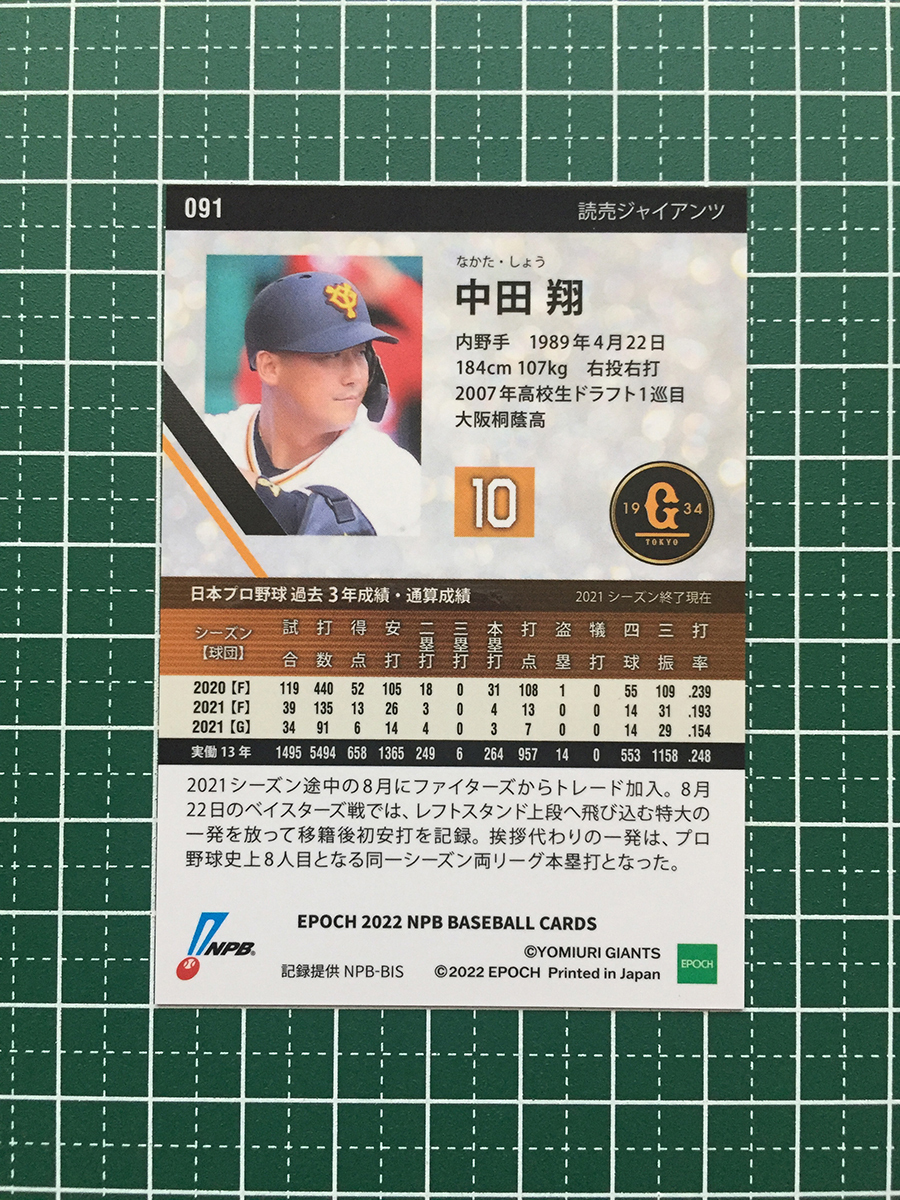 091 読売ジャイアンツ
なかた・しょう
中田 翔
内野手 1989年4月22日
184cm 107kg 右投右打
2007年高校生ドラフト1巡目
大阪桐蔭高
10
19 G 34
TOKYO
日本プロ野球 過去3年成績・通算成績 2021 シーズン終了現在
シーズン【球団】 試合 打数 得点 安打 二塁打 三塁打 本塁打 打点 盗塁 犠打 四球 三振 打率
2020【F】 119 440 52 105 18 0 31 108 1 0 55 109 .239
2021【F】 39 135 13 26 3 0 4 13 0 0 14 31 .193
2021【G】 34 91 6 14 4 0 3 7 0 0 14 29 .154
実働13年 1495 5494 658 1365 249 6 264 957 14 0 553 1158 .248
2021シーズン途中の8月にファイターズからトレード加入。8月
22日のベイスターズ戦では、レフトスタンド上段へ飛び込む特大の
一発を放って移籍後初安打を記録。挨拶代わりの一発は、プロ
野球史上8人目となる同一シーズン両リーグ本塁打となった。
NPB®
EPOCH 2022 NPB BASEBALL CARDS
©YOMIURI GIANTS
記録提供 NPB-BIS ©2022 EPOCH Printed in Japan
EPOCH